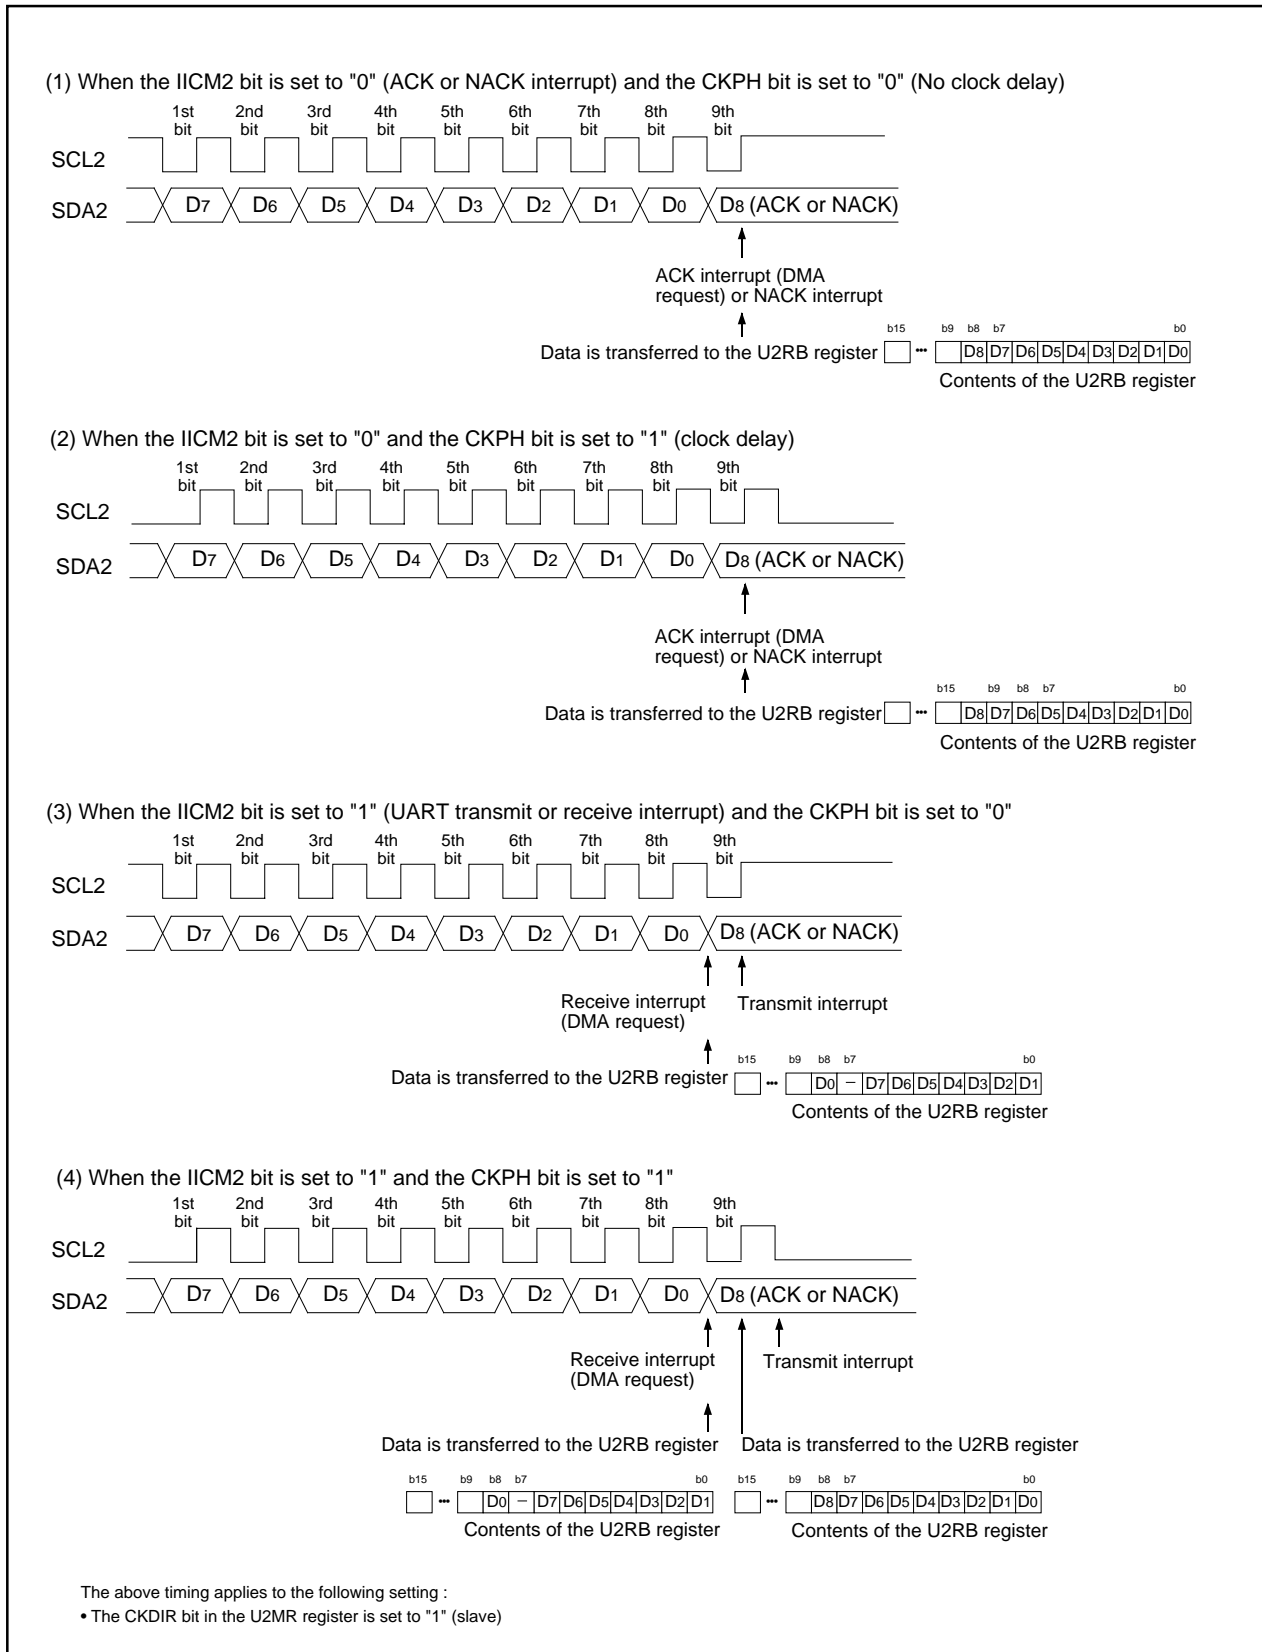 (1) When the IICM2 bit is set to "0" (ACK or NACK interrupt) and the CKPH bit is set to "0" (No clock delay)
1st 2nd 3rd 4th 5th 6th 7th 8th 9th
bit bit bit bit bit bit bit bit bit
SCL2
SDA2 D7 D6 D5 D4 D3 D2 D1 D0 D8 (ACK or NACK)
ACK interrupt (DMA
request) or NACK interrupt
b15 b9 b8 b7 b0
Data is transferred to the U2RB register ••• D8 D7 D6 D5 D4 D3 D2 D1 D0
Contents of the U2RB register
(2) When the IICM2 bit is set to "0" and the CKPH bit is set to "1" (clock delay)
1st 2nd 3rd 4th 5th 6th 7th 8th 9th
bit bit bit bit bit bit bit bit bit
SCL2
SDA2 D7 D6 D5 D4 D3 D2 D1 D0 D8 (ACK or NACK)
ACK interrupt (DMA
request) or NACK interrupt
b15 b9 b8 b7 b0
Data is transferred to the U2RB register ••• D8 D7 D6 D5 D4 D3 D2 D1 D0
Contents of the U2RB register
(3) When the IICM2 bit is set to "1" (UART transmit or receive interrupt) and the CKPH bit is set to "0"
1st 2nd 3rd 4th 5th 6th 7th 8th 9th
bit bit bit bit bit bit bit bit bit
SCL2
SDA2 D7 D6 D5 D4 D3 D2 D1 D0 D8 (ACK or NACK)
Receive interrupt Transmit interrupt
(DMA request)
b15 b9 b8 b7 b0
Data is transferred to the U2RB register ••• D0 – D7 D6 D5 D4 D3 D2 D1
Contents of the U2RB register
(4) When the IICM2 bit is set to "1" and the CKPH bit is set to "1"
1st 2nd 3rd 4th 5th 6th 7th 8th 9th
bit bit bit bit bit bit bit bit bit
SCL2
SDA2 D7 D6 D5 D4 D3 D2 D1 D0 D8 (ACK or NACK)
Receive interrupt Transmit interrupt
(DMA request)
Data is transferred to the U2RB register Data is transferred to the U2RB register
b15 b9 b8 b7 b0 b15 b9 b8 b7 b0
••• D0 – D7 D6 D5 D4 D3 D2 D1 ••• D8 D7 D6 D5 D4 D3 D2 D1 D0
Contents of the U2RB register Contents of the U2RB register
The above timing applies to the following setting :
• The CKDIR bit in the U2MR register is set to "1" (slave)